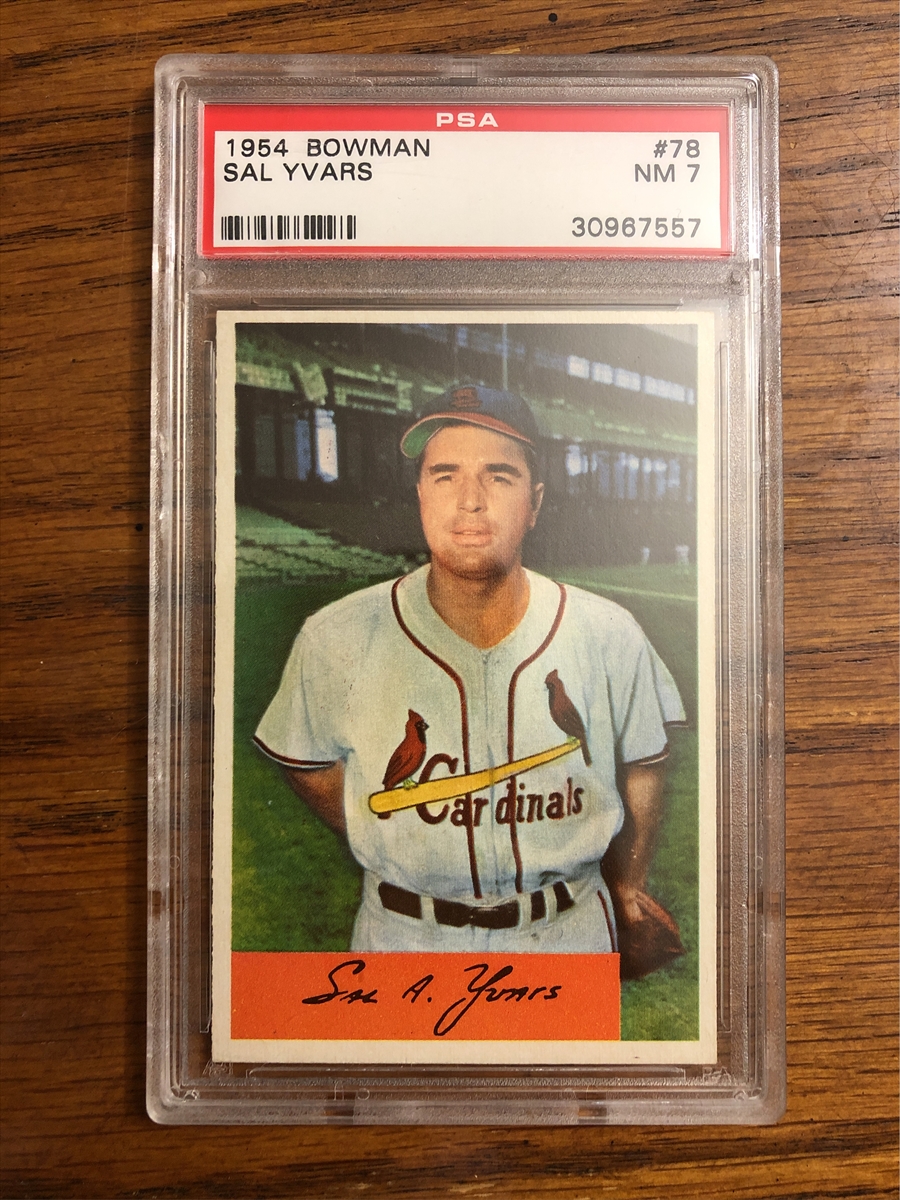 PSA
1954 BOWMAN #78
SAL YVARS NM 7
30967557
Cardinals
Sal A. Yvars